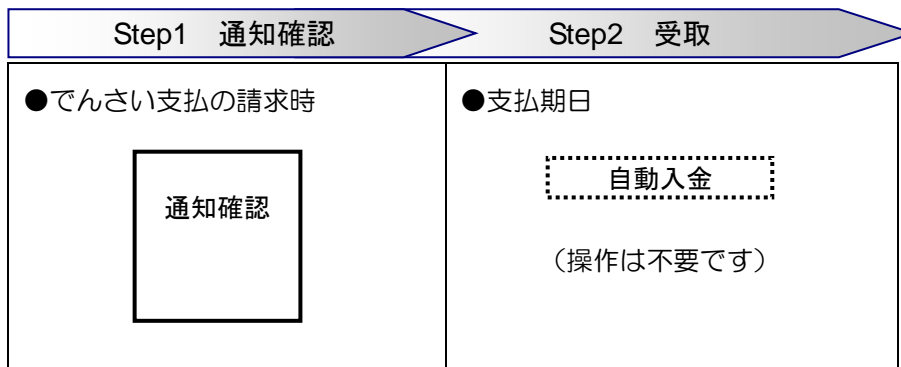 Step1 通知確認
Step2 受取
●でんさい支払の請求時
通知確認
●支払期日
自動入金
（操作は不要です）